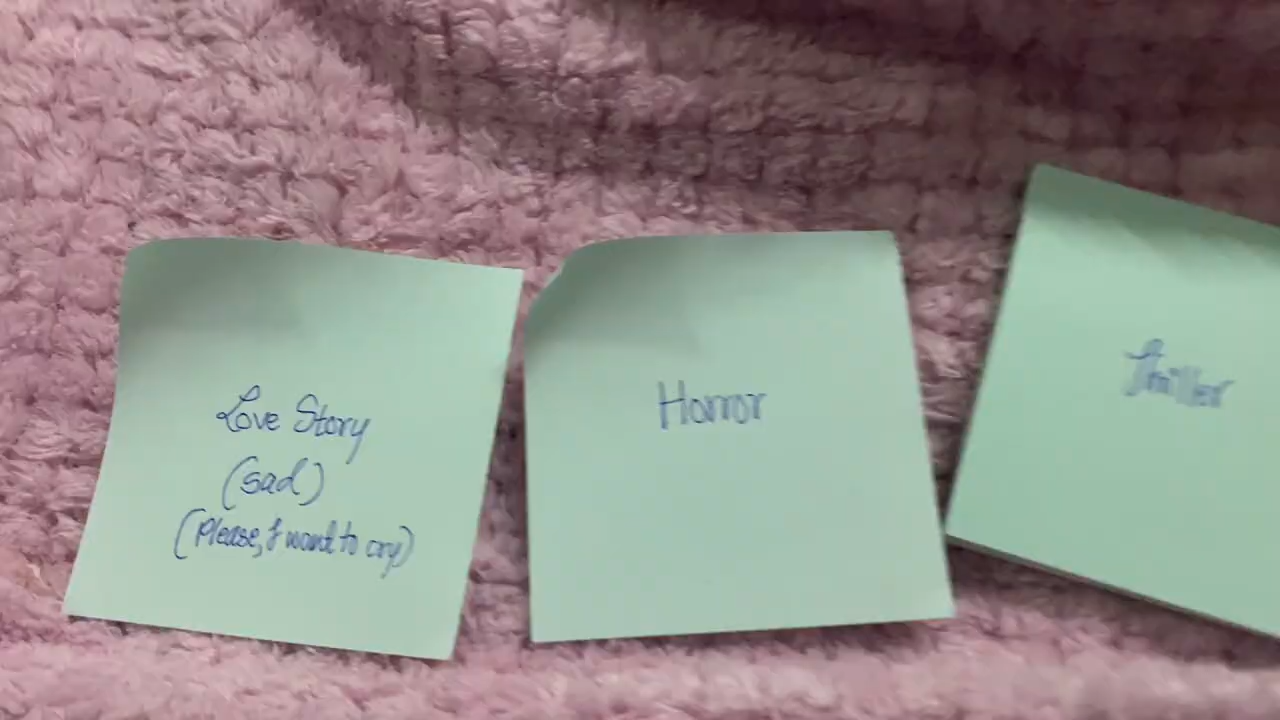 Love Story
(sad)
(Please, I want to cry)
Horror
Thriller